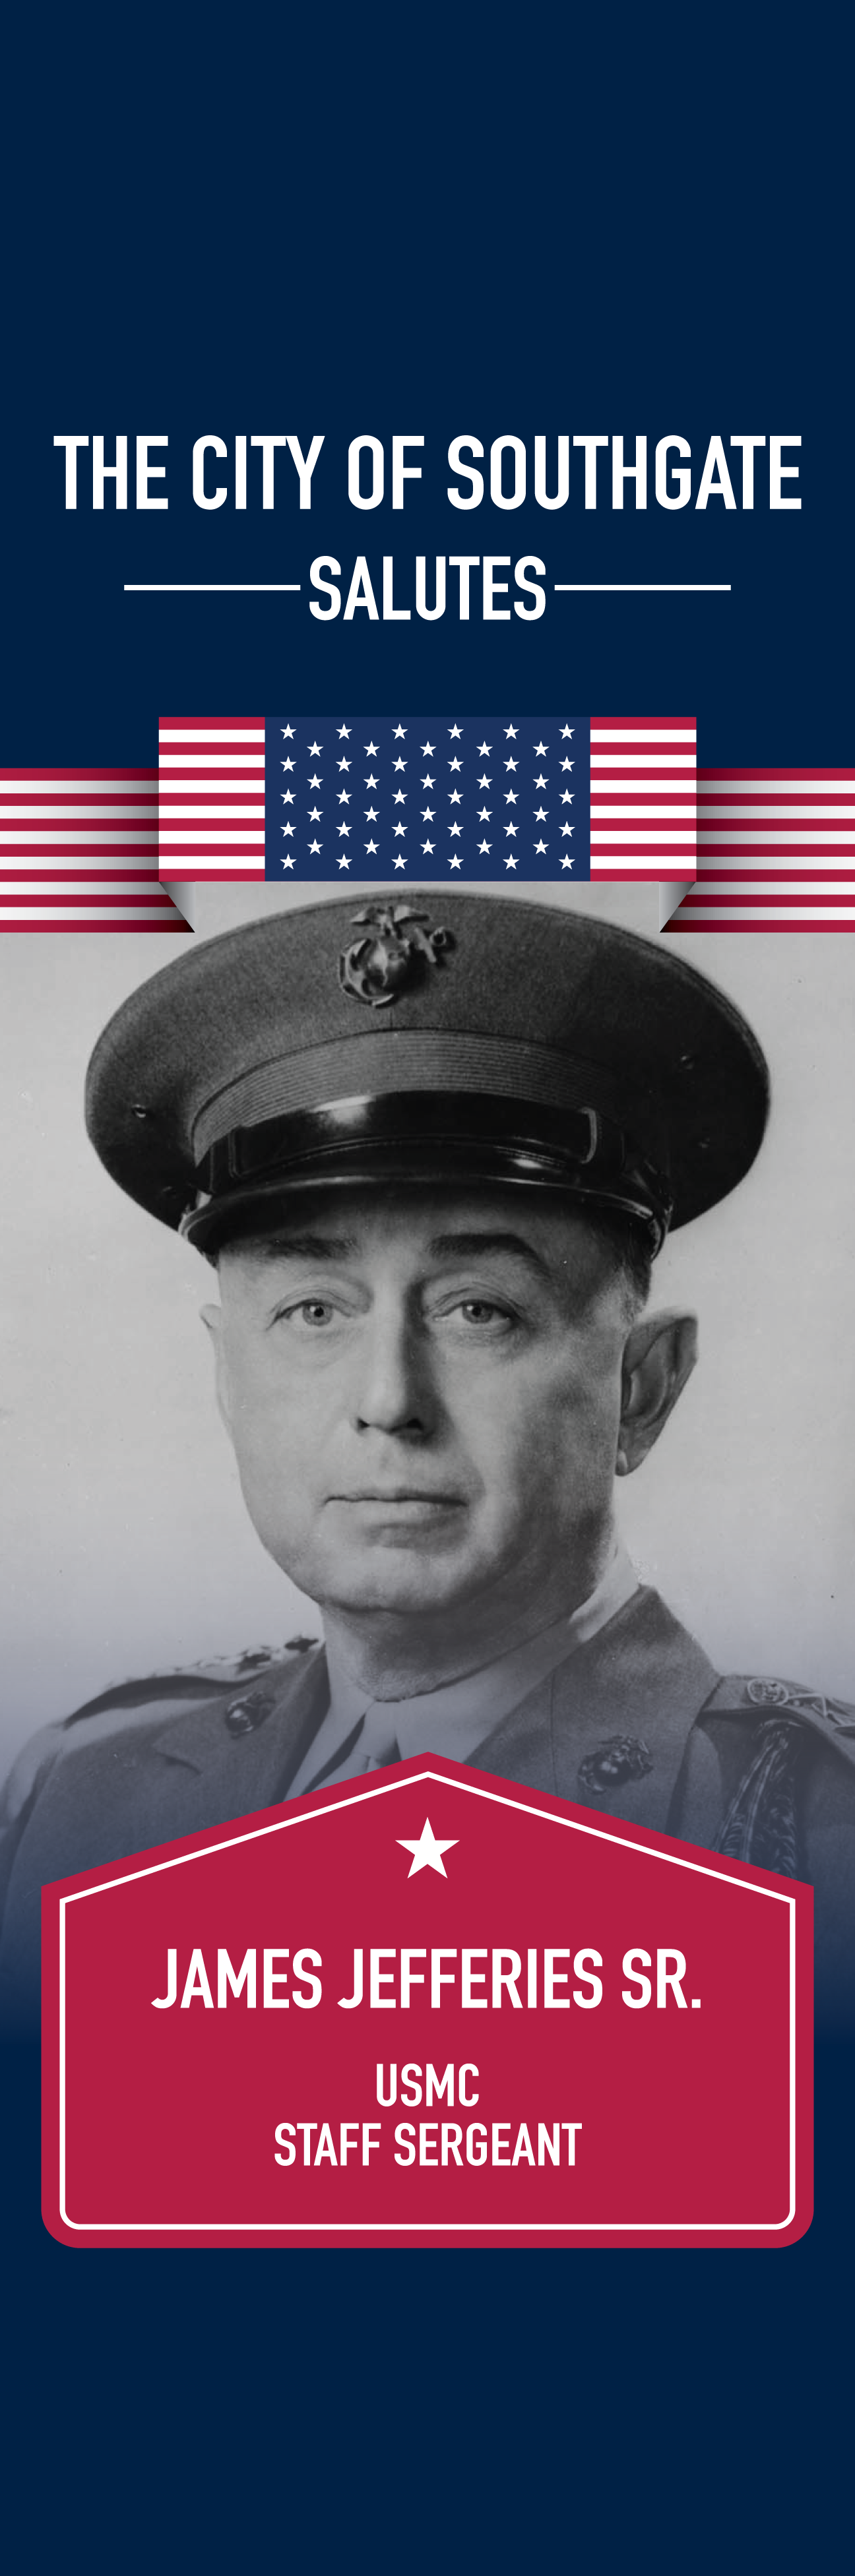 THE CITY OF SOUTHGATE
SALUTES
JAMES JEFFERIES SR.
USMC
STAFF SERGEANT